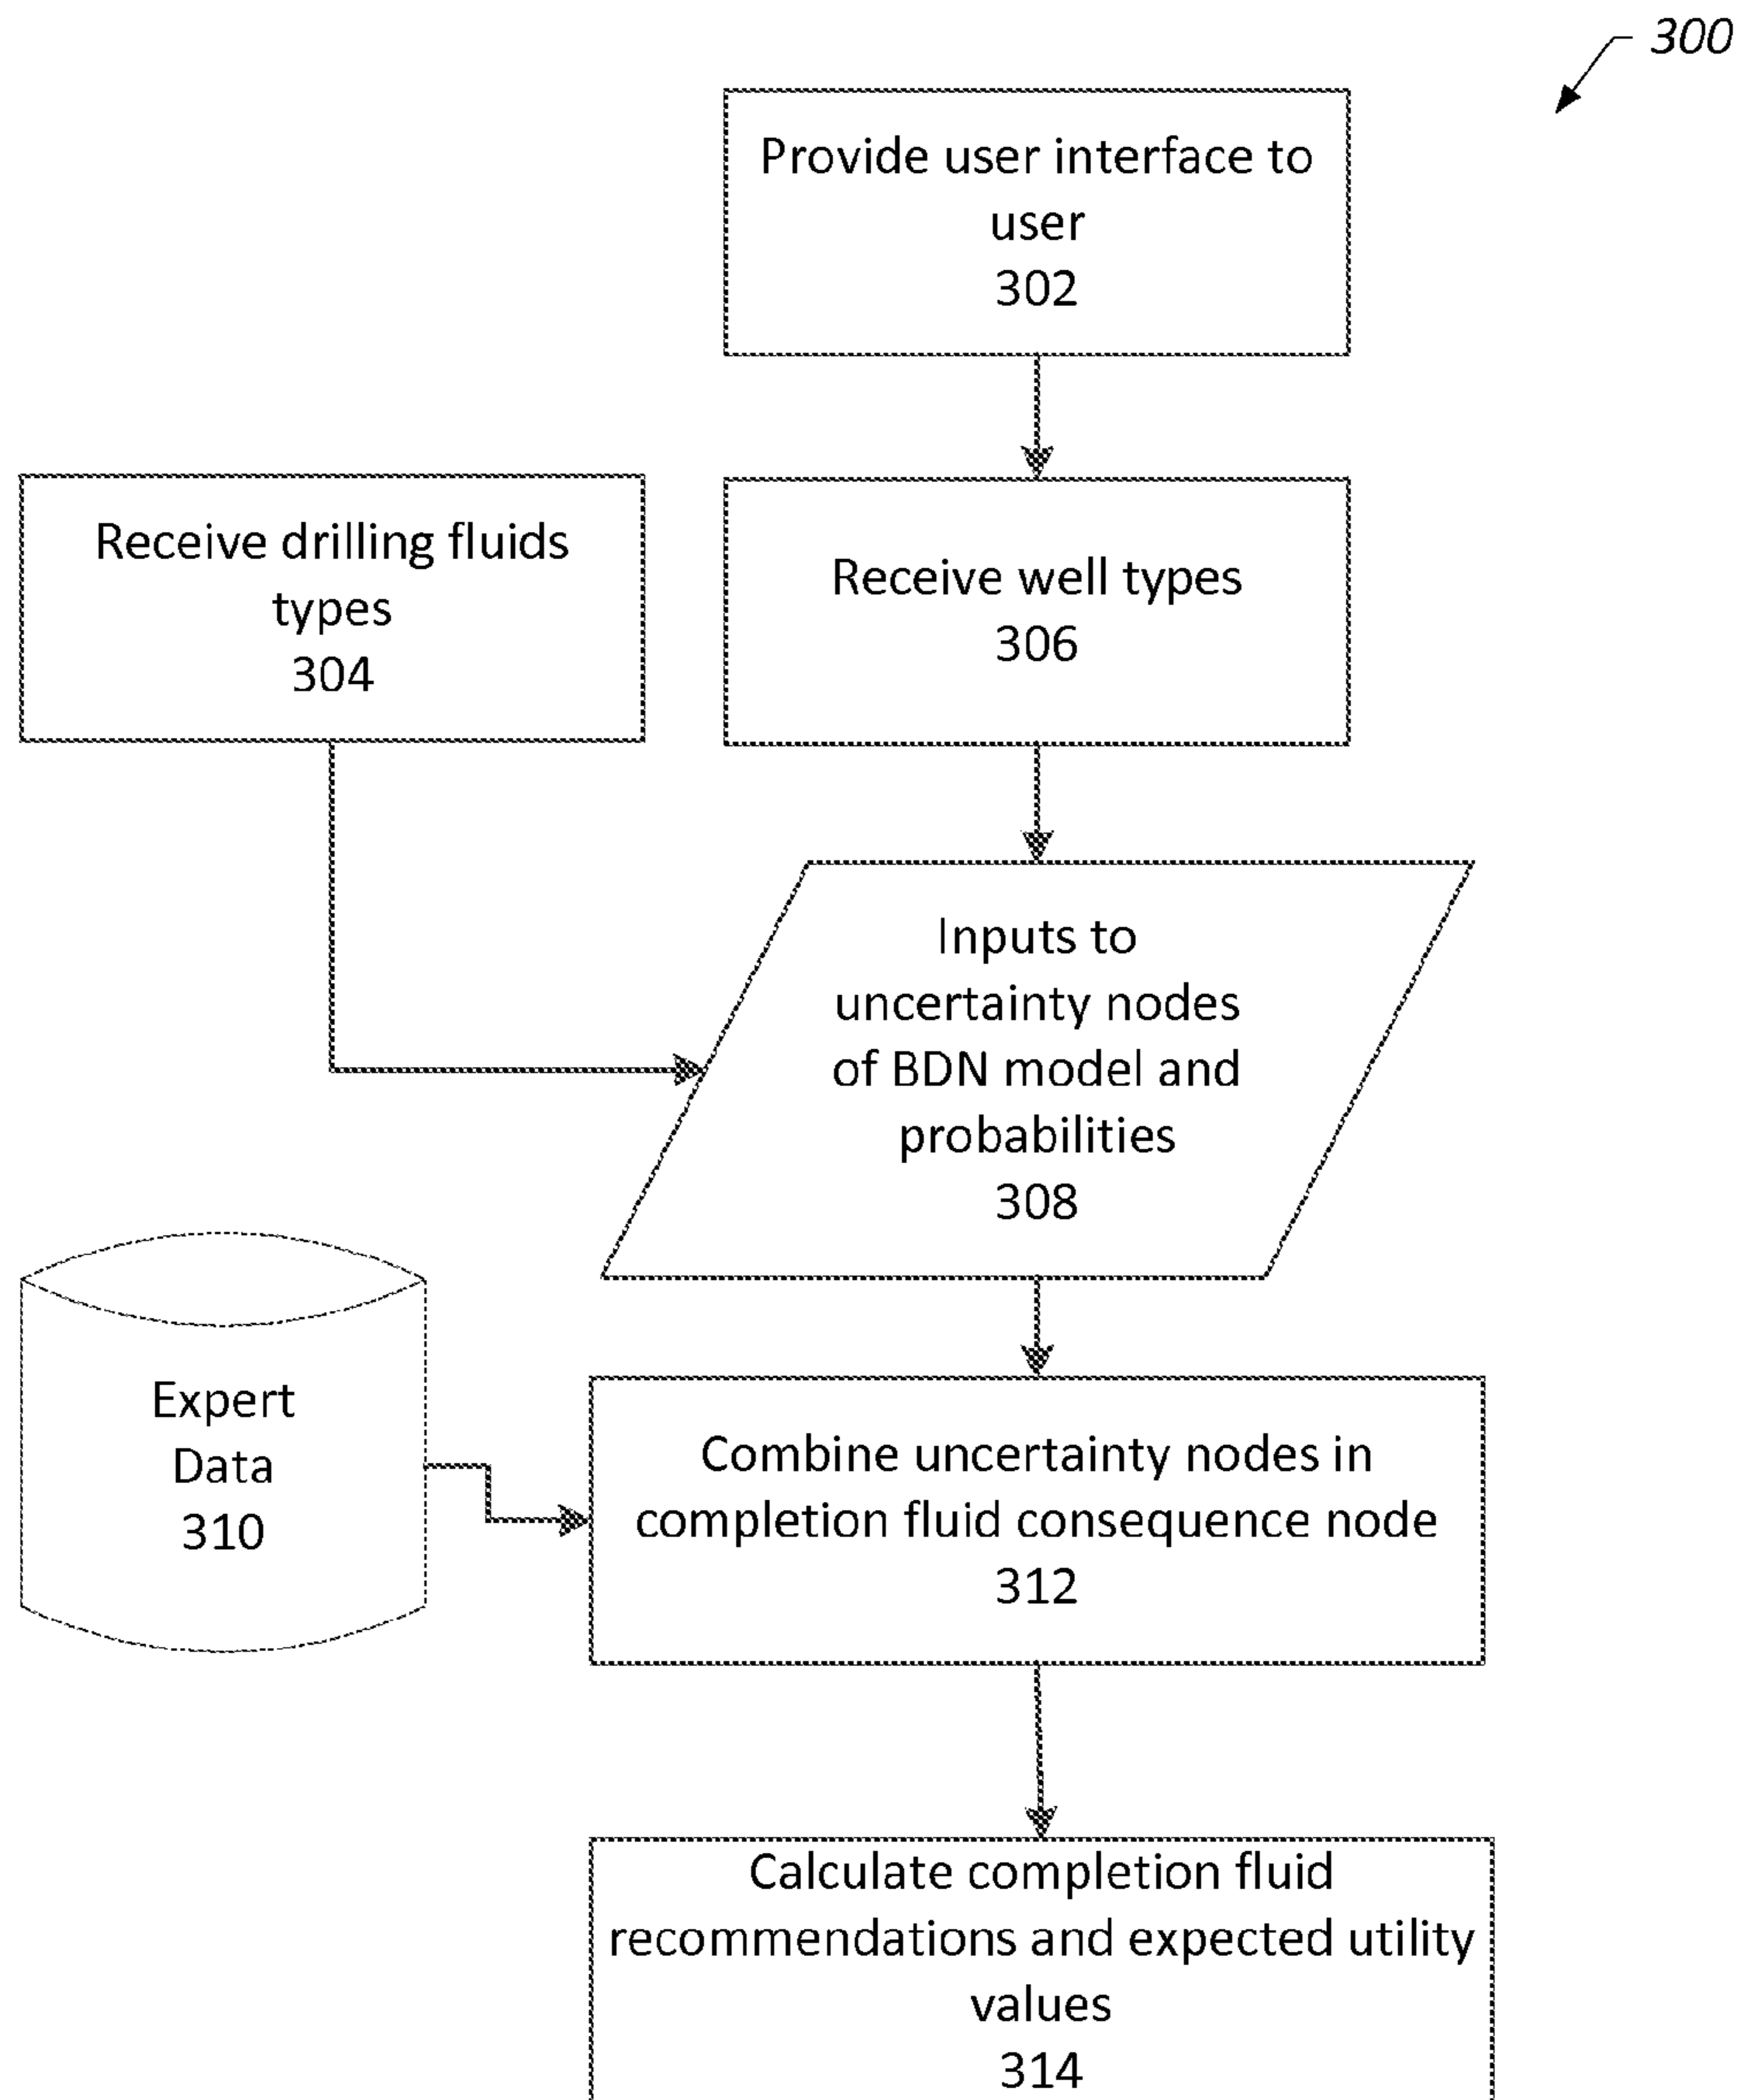 300
Provide user interface to
user
302
Receive drilling fluids
types
304
Receive well types
306
Inputs to
uncertainty nodes
of BDN model and
probabilities
308
Expert
Data
310
Combine uncertainty nodes in
completion fluid consequence node
312
Calculate completion fluid
recommendations and expected utility
values
314